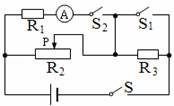 R₁ A S₂ S₁
P
R₂ R₃
S